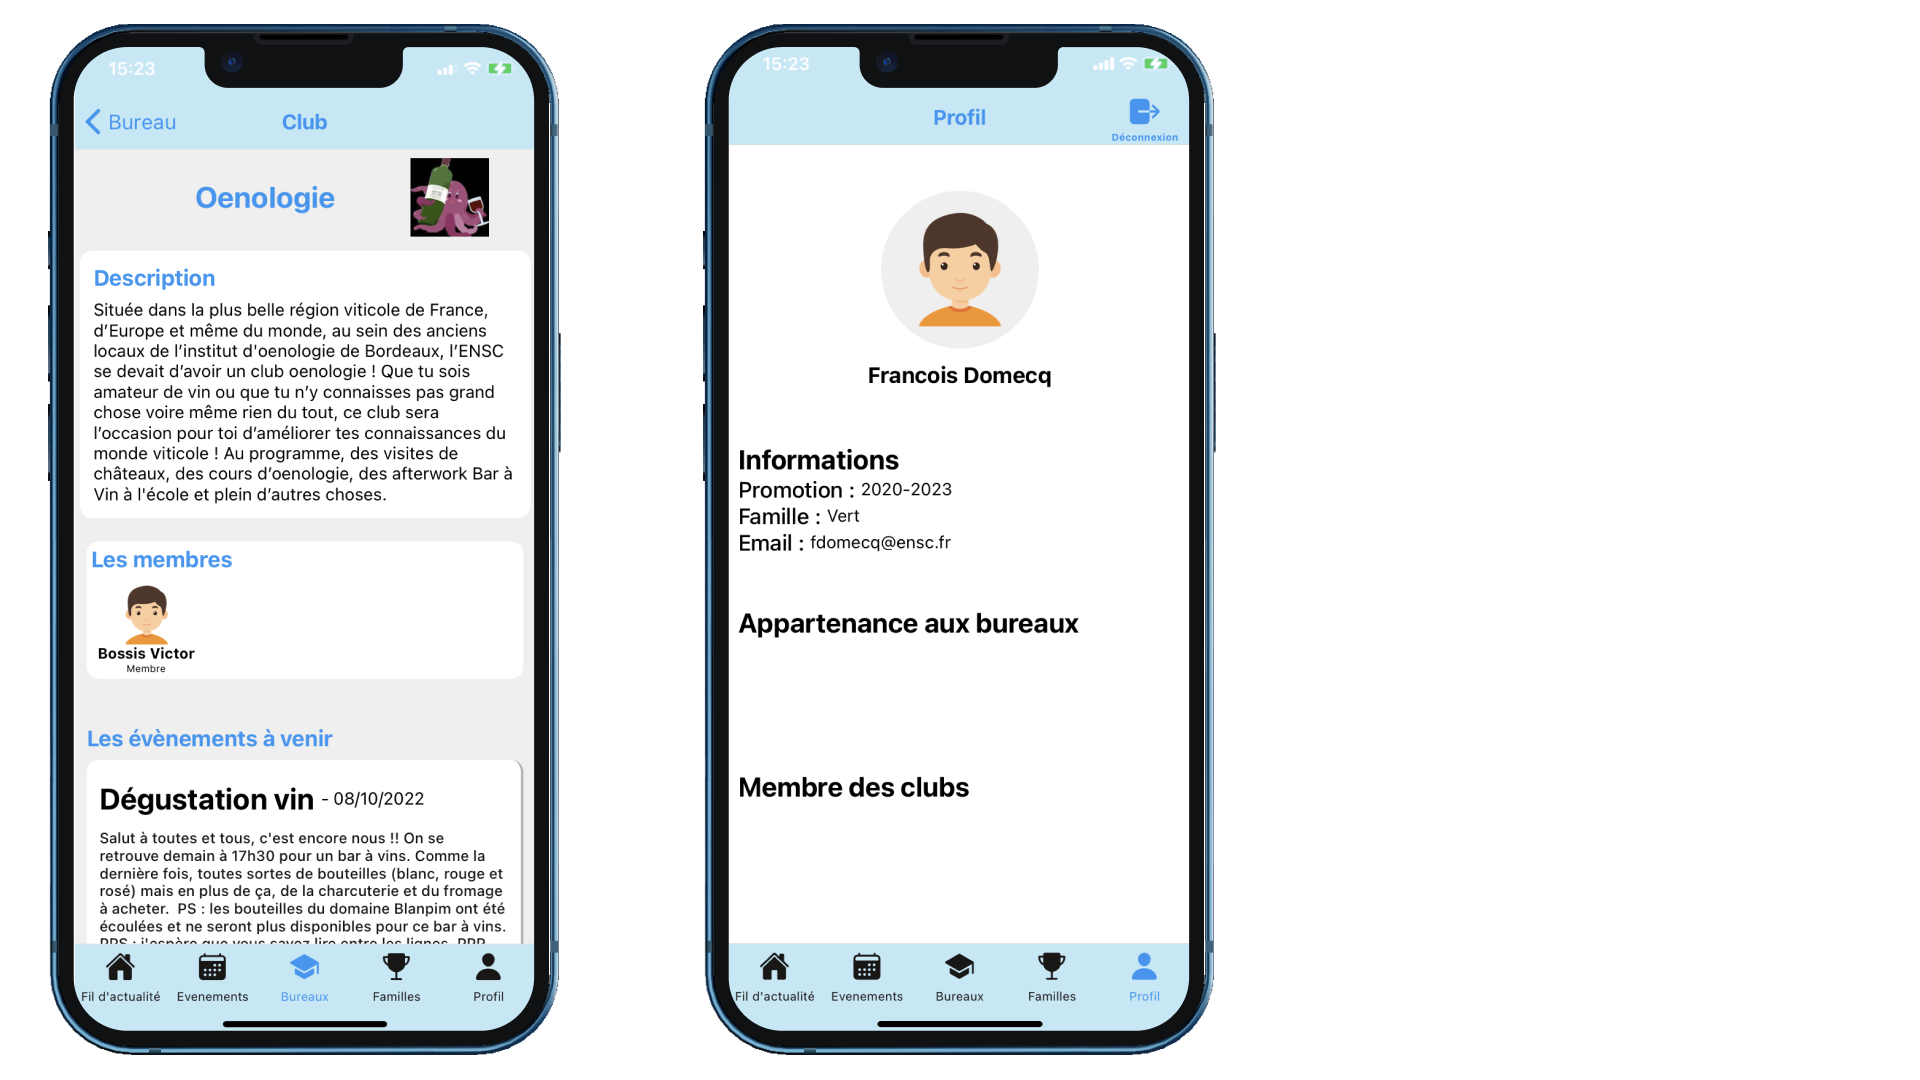 15:23
Bureau
Club
Oenologie
Description
Située dans la plus belle région viticole de France,
d’Europe et même du monde, au sein des anciens
locaux de l’institut d'oenologie de Bordeaux, l’ENSC
se devait d’avoir un club oenologie ! Que tu sois
amateur de vin ou que tu n’y connaisses pas grand
chose voire même rien du tout, ce club sera
l’occasion pour toi d’améliorer tes connaissances du
monde viticole ! Au programme, des visites de
châteaux, des cours d’oenologie, des afterwork Bar à
Vin à l'école et plein d’autres choses.
Les membres
Bossis Victor
Membre
Les évènements à venir
Dégustation vin - 08/10/2022
Salut à toutes et tous, c'est encore nous !! On se
retrouve demain à 17h30 pour un bar à vins. Comme la
dernière fois, toutes sortes de bouteilles (blanc, rouge et
rosé) mais en plus de ça, de la charcuterie et du fromage
à acheter.  PS : les bouteilles du domaine Blanpim ont été
écoulées et ne seront plus disponibles pour ce bar à vins.
PPS : j'espère que vous savez lire entre les lignes. PPP
Fil d'actualité
Evenements
Bureaux
Familles
Profil
15:23
Profil
Déconnexion
Francois Domecq
Informations
Promotion : 2020-2023
Famille : Vert
Email : fdomecq@ensc.fr
Appartenance aux bureaux
Membre des clubs
Fil d'actualité
Evenements
Bureaux
Familles
Profil